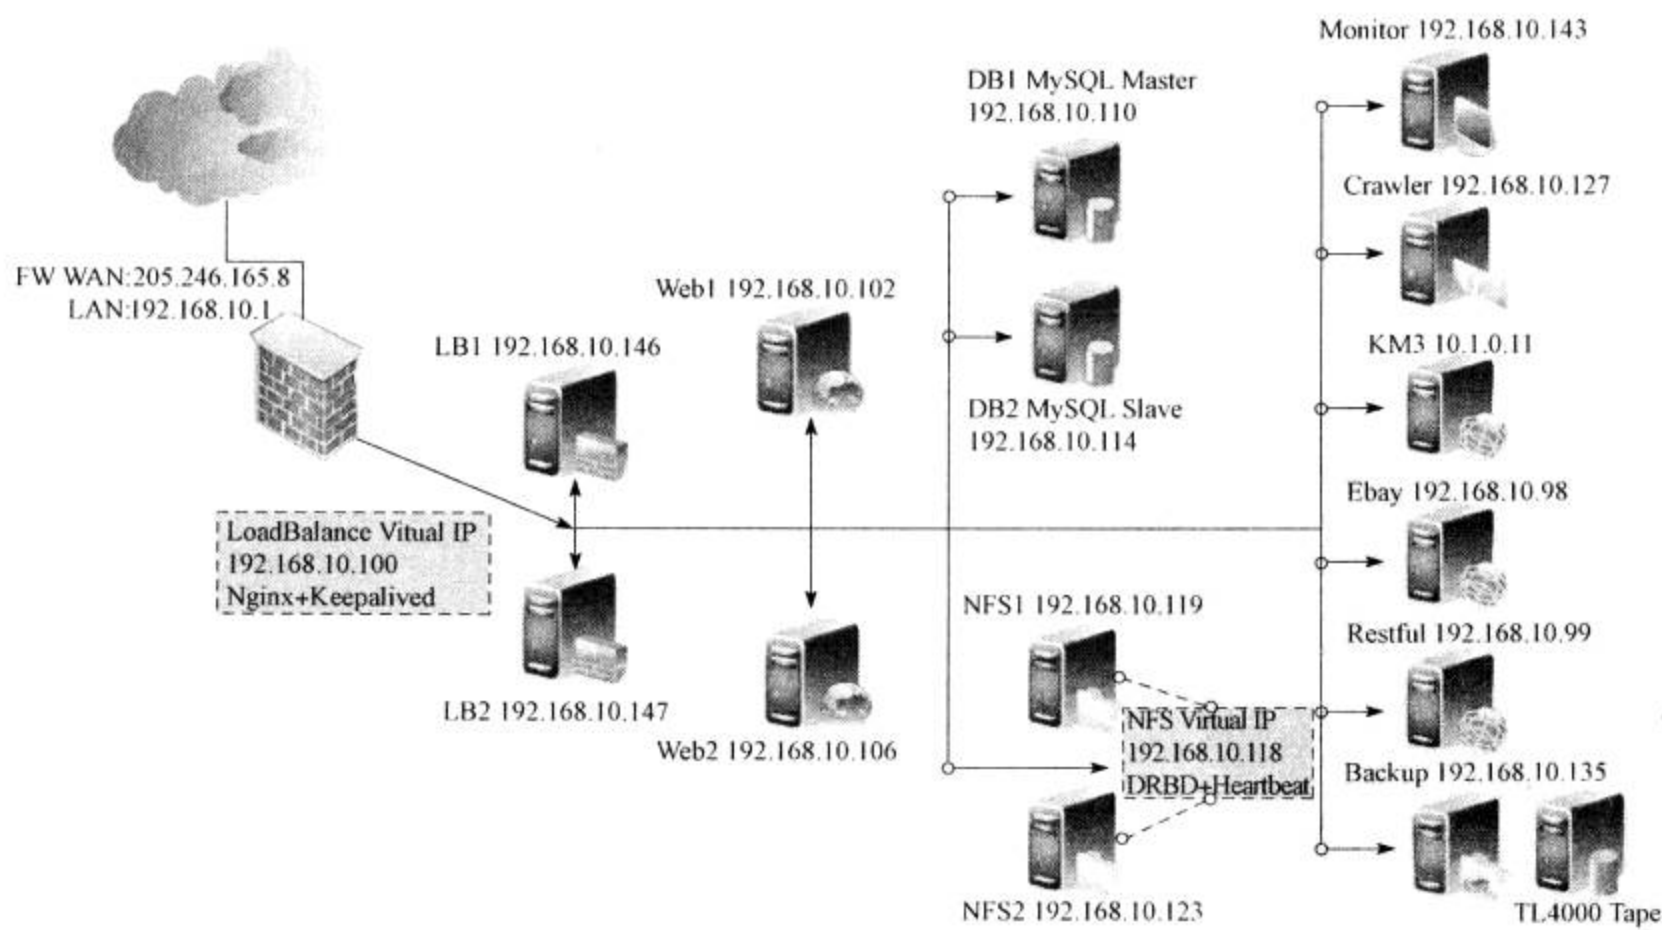 FW WAN:205.246.165.8
LAN:192.168.10.1
LB1 192.168.10.146
LoadBalance Vitual IP
192.168.10.100
Nginx+Keepalived
LB2 192.168.10.147
Web1 192.168.10.102
Web2 192.168.10.106
DB1 MySQL Master
192.168.10.110
DB2 MySQL Slave
192.168.10.114
NFS1 192.168.10.119
NFS Virtual IP
192.168.10.118
DRBD+Heartbeat
NFS2 192.168.10.123
Monitor 192.168.10.143
Crawler 192.168.10.127
KM3 10.1.0.11
Ebay 192.168.10.98
Restful 192.168.10.99
Backup 192.168.10.135
TL4000 Tape